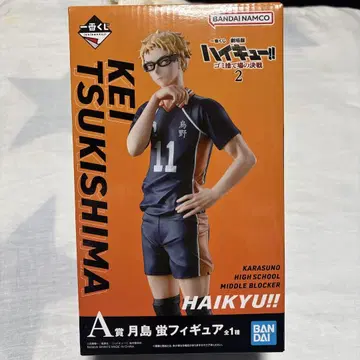 一番くじ
BANDAI NAMCO
一番くじ 劇場版
ハイキュー!!
ゴミ捨て場の決戦
2
KEI
TSUKISHIMA
烏野
11
KARASUNO
HIGH SCHOOL
MIDDLE BLOCKER
HAIKYU!!
A賞 月島 蛍フィギュア 全1種
BANDAI